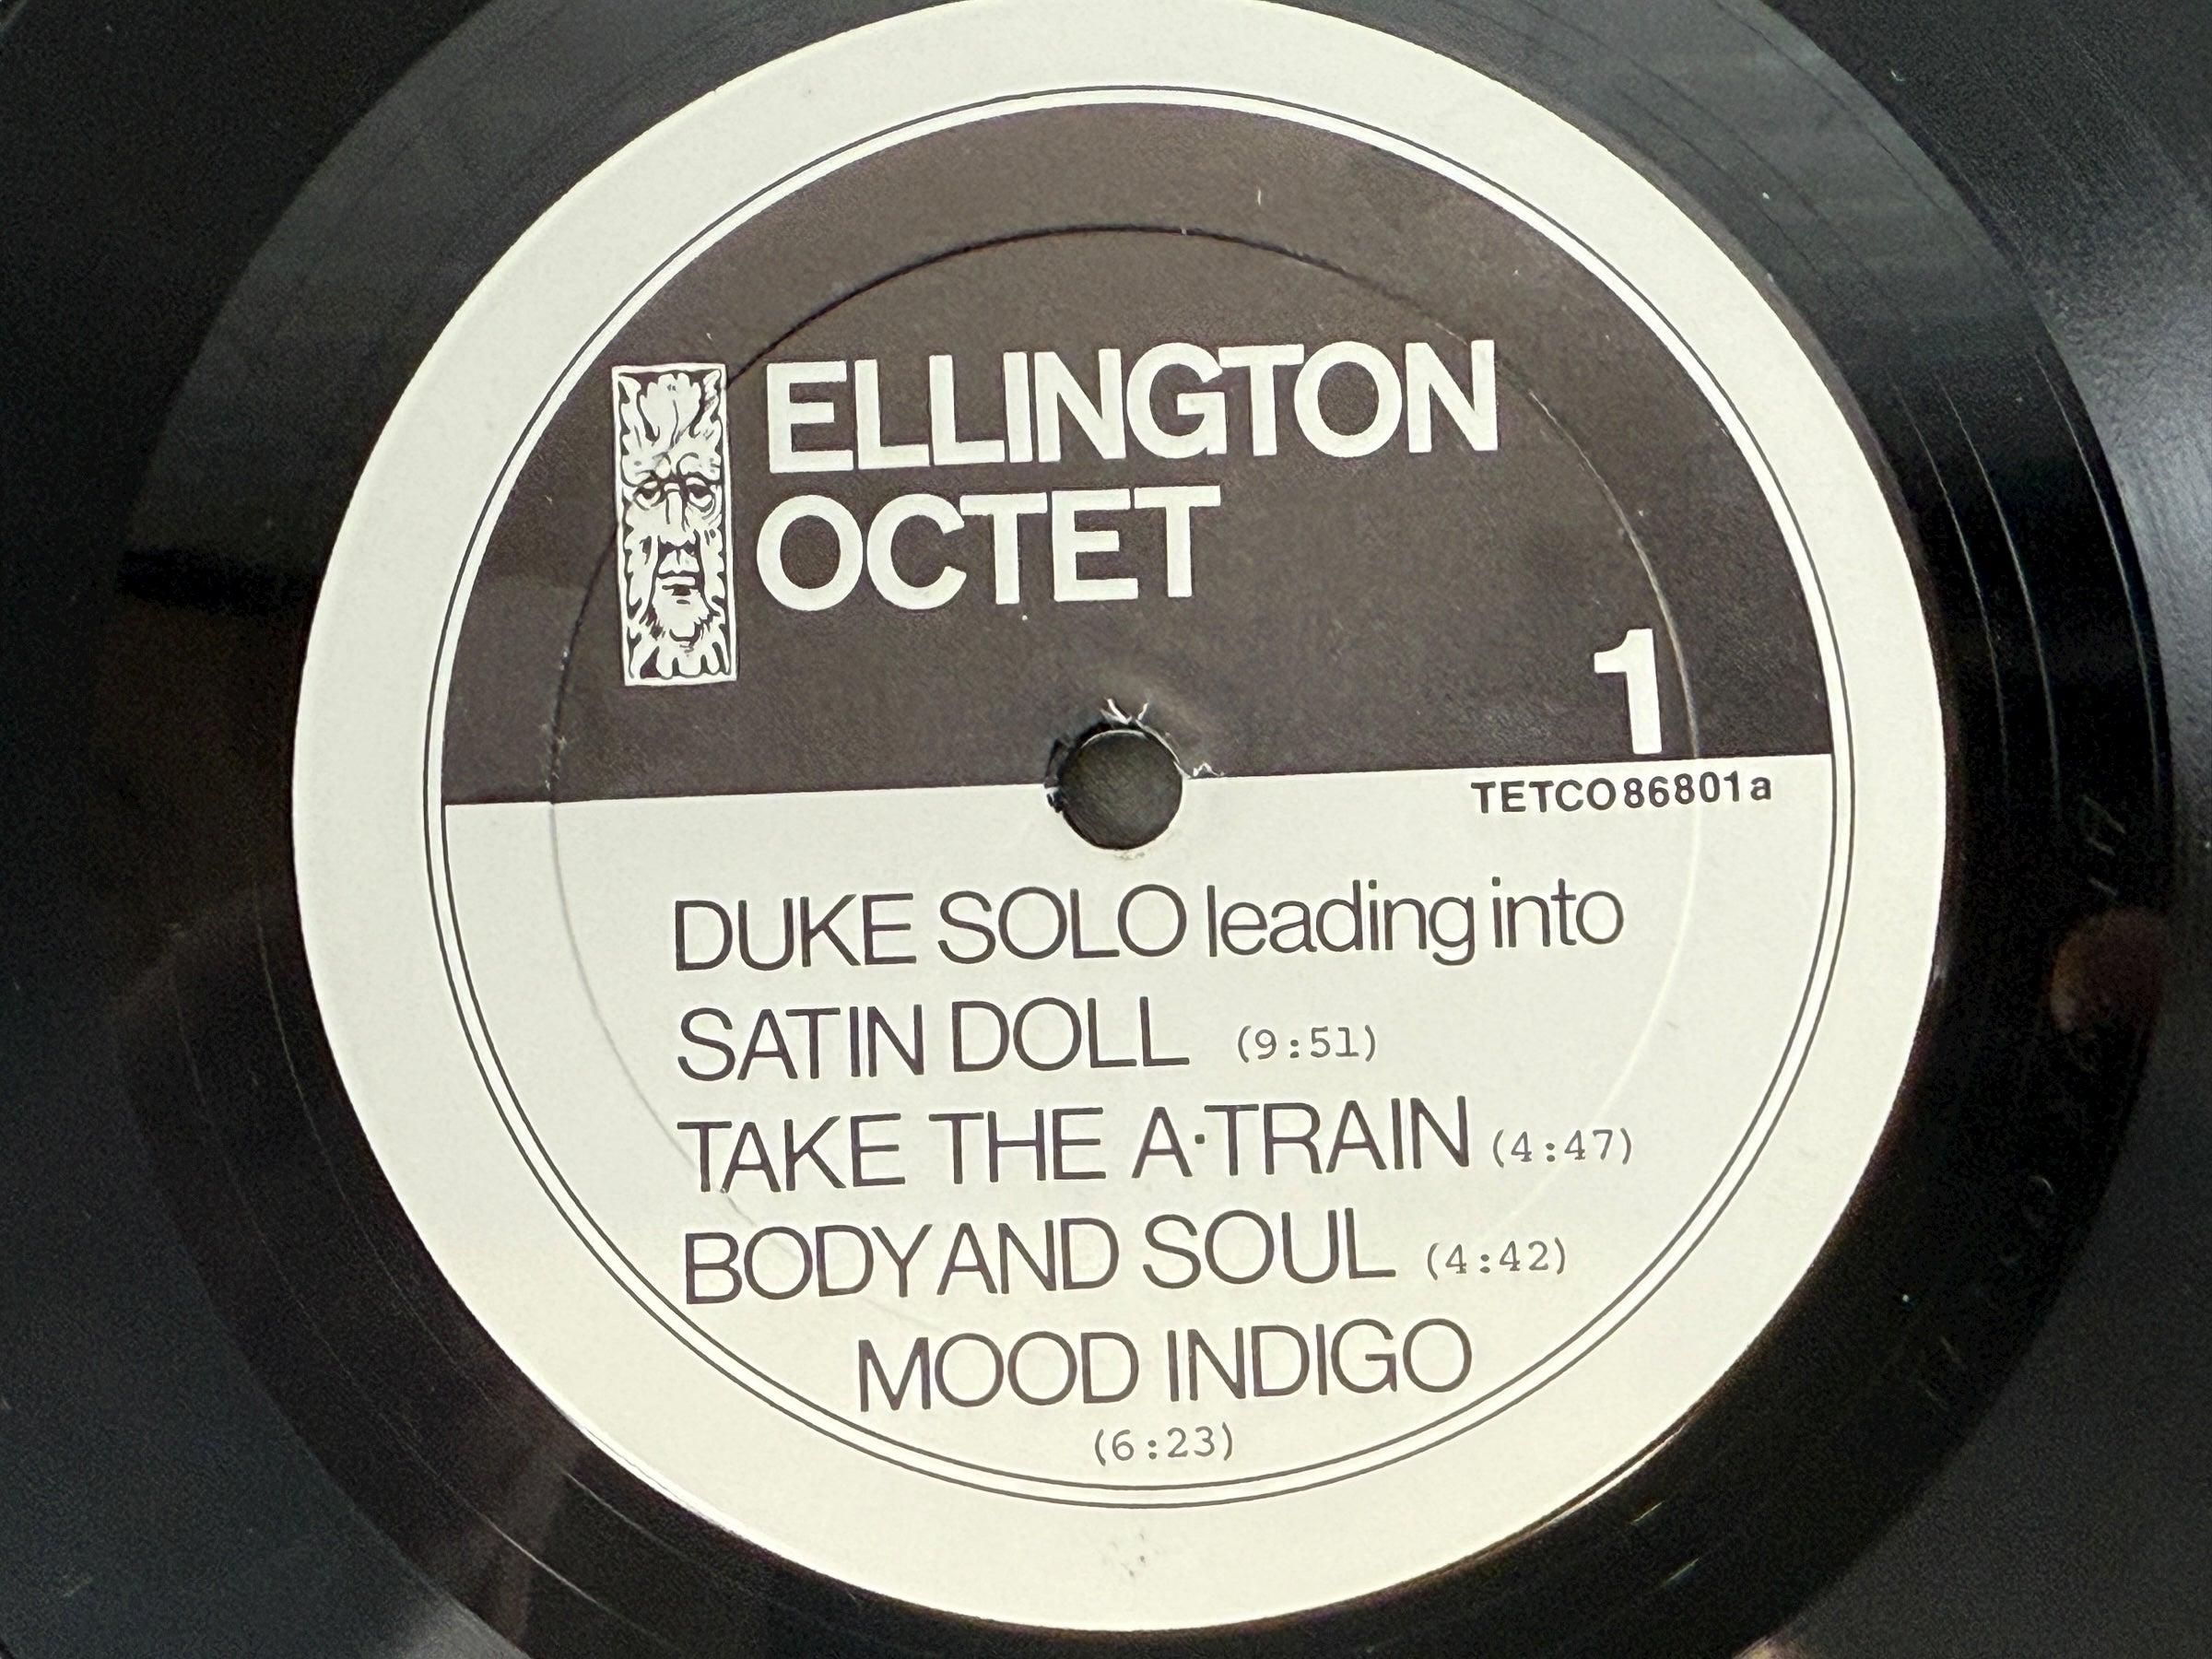 ELLINGTON
OCTET
1
TETCO 86801a
DUKE SOLO leading into
SATIN DOLL (9:51)
TAKE THE A·TRAIN (4:47)
BODY AND SOUL (4:42)
MOOD INDIGO
(6:23)